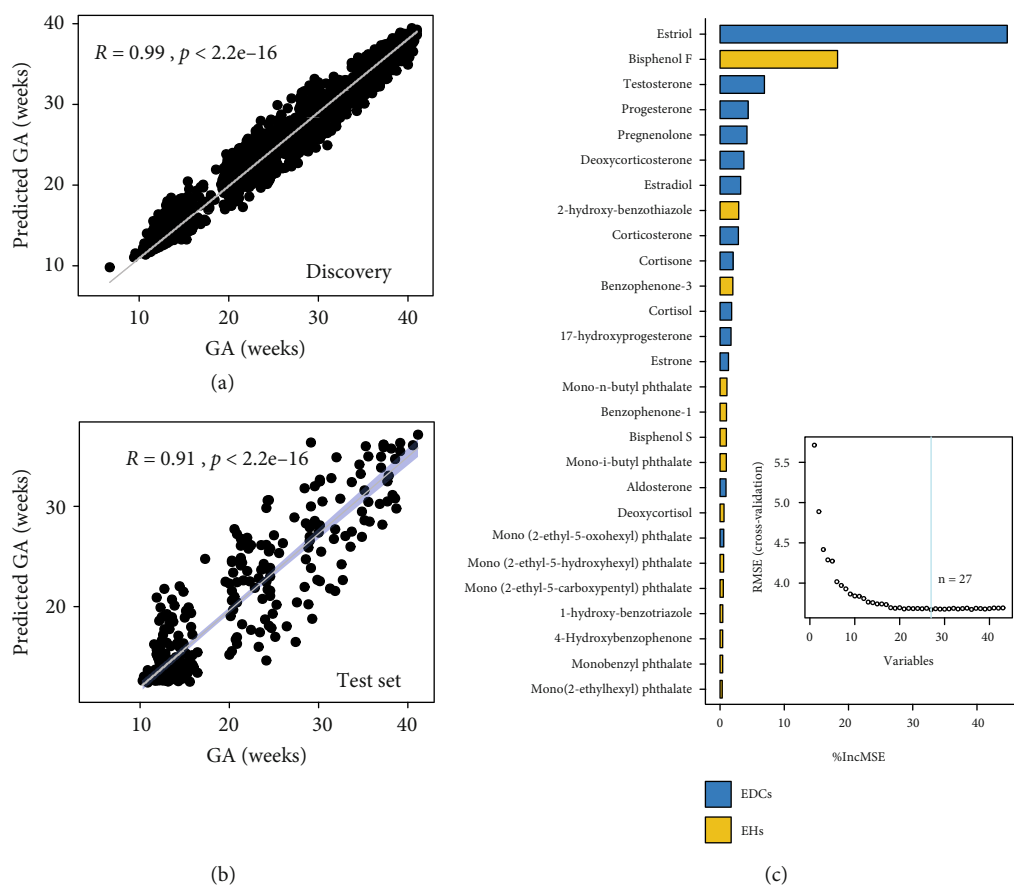 40
30
20
10
Predicted GA (weeks)
R = 0.99 , p < 2.2e–16
Discovery
10 20 30 40
GA (weeks)
(a)
30
20
Predicted GA (weeks)
R = 0.91 , p < 2.2e–16
Test set
10 20 30 40
GA (weeks)
(b)
Estriol
Bisphenol F
Testosterone
Progesterone
Pregnenolone
Deoxycorticosterone
Estradiol
2-hydroxy-benzothiazole
Corticosterone
Cortisone
Benzophenone-3
Cortisol
17-hydroxyprogesterone
Estrone
Mono-n-butyl phthalate
Benzophenone-1
Bisphenol S
Mono-i-butyl phthalate
Aldosterone
Deoxycortisol
Mono (2-ethyl-5-oxohexyl) phthalate
Mono (2-ethyl-5-hydroxyhexyl) phthalate
Mono (2-ethyl-5-carboxypentyl) phthalate
1-hydroxy-benzotriazole
4-Hydroxybenzophenone
Monobenzyl phthalate
Mono(2-ethylhexyl) phthalate
5.5
5.0
4.5
4.0
RMSE (cross-validation)
n = 27
0 10 20 30 40
Variables
0 10 20 30 40
%IncMSE
EDCs
EHs
(c)